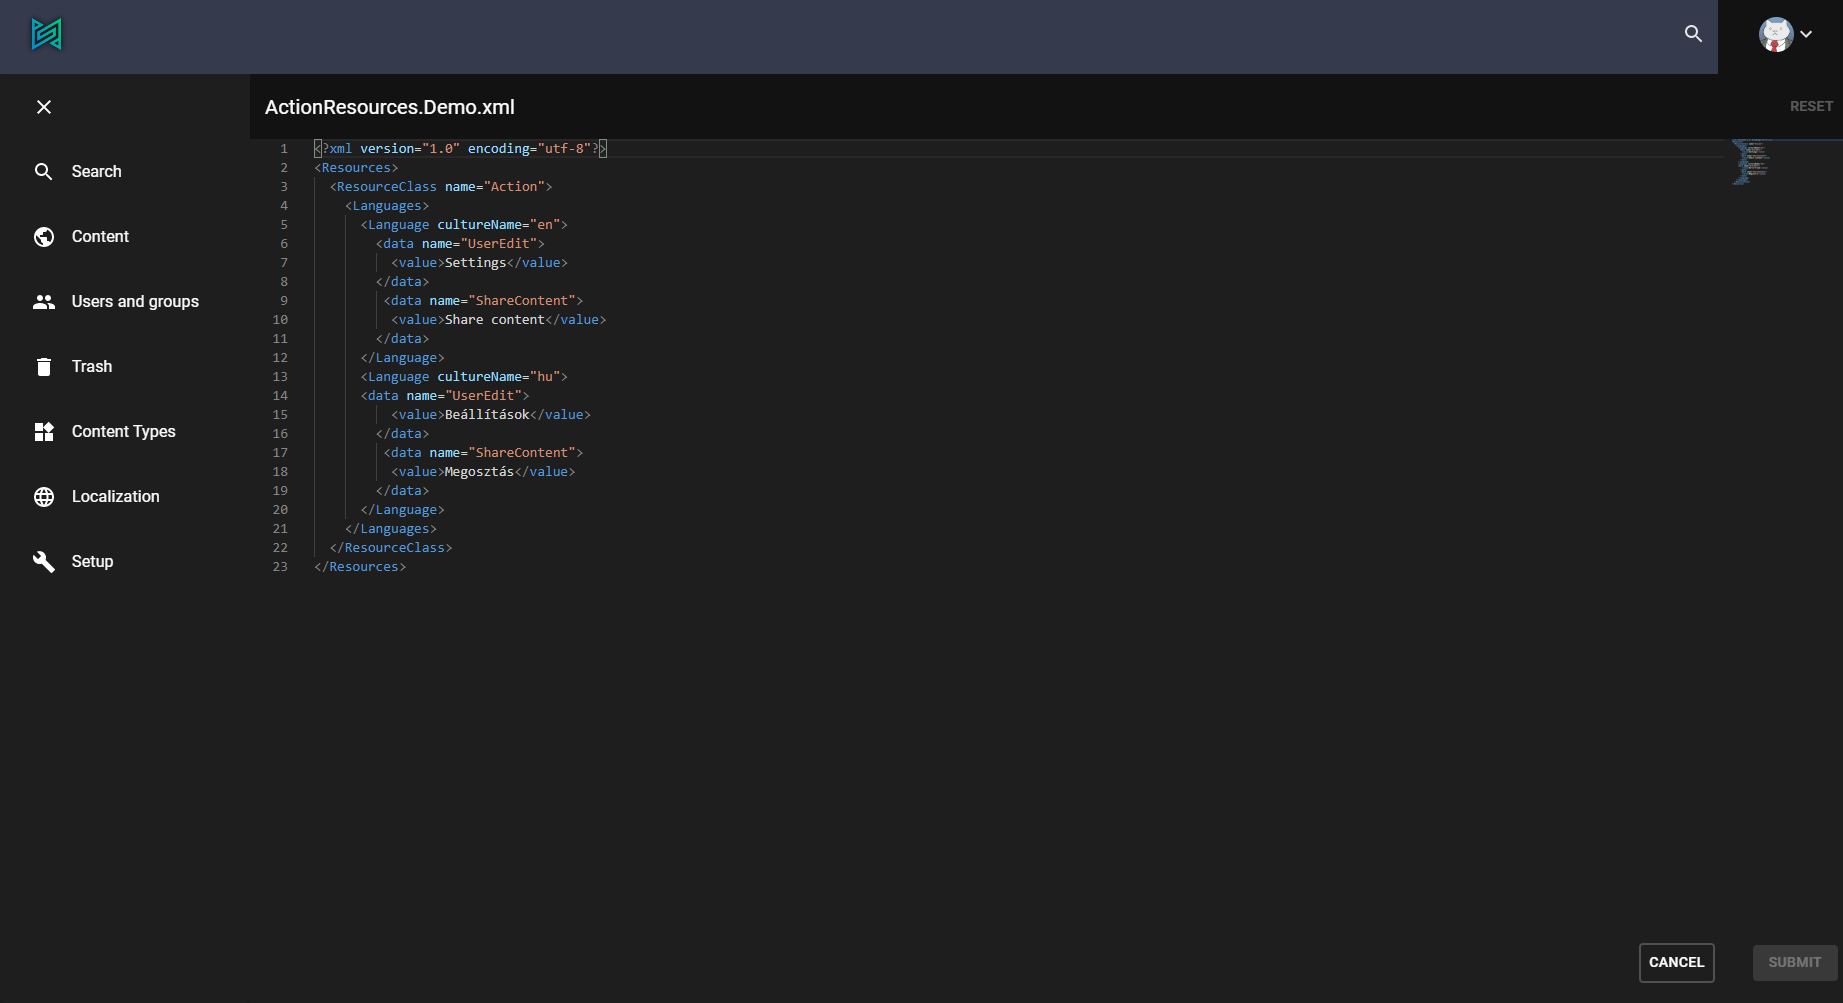 ActionResources.Demo.xml
RESET
Search
Content
Users and groups
Trash
Content Types
Localization
Setup
1 <?xml version="1.0" encoding="utf-8"?>
2 <Resources>
3 <ResourceClass name="Action">
4 <Languages>
5 <Language cultureName="en">
6 <data name="UserEdit">
7 <value>Settings</value>
8 </data>
9 <data name="ShareContent">
10 <value>Share content</value>
11 </data>
12 </Language>
13 <Language cultureName="hu">
14 <data name="UserEdit">
15 <value>Beállítások</value>
16 </data>
17 <data name="ShareContent">
18 <value>Megosztás</value>
19 </data>
20 </Language>
21 </Languages>
22 </ResourceClass>
23 </Resources>
CANCEL
SUBMIT